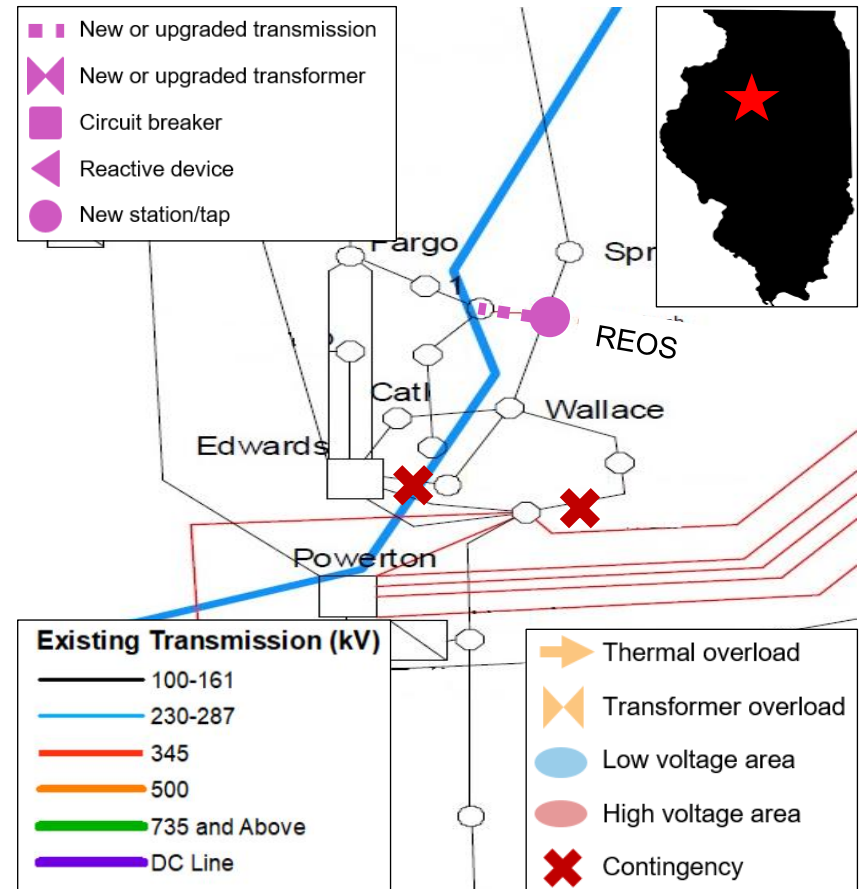 New or upgraded transmission
New or upgraded transformer
Circuit breaker
Reactive device
New station/tap
Fargo
Spr
1
REOS
Catl
Wallace
Edwards
Powerton
Existing Transmission (kV)
100-161
230-287
345
500
735 and Above
DC Line
Thermal overload
Transformer overload
Low voltage area
High voltage area
Contingency